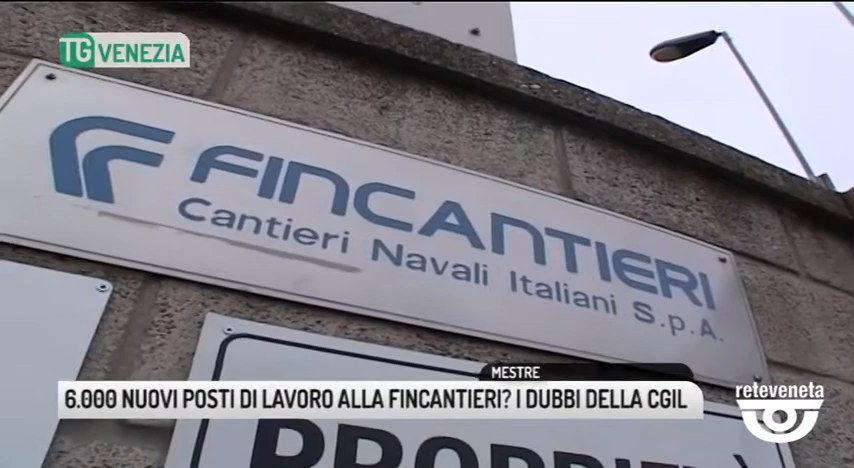 TG VENEZIA
FINCANTIERI
Cantieri Navali Italiani S.p.A.
MESTRE
6.000 NUOVI POSTI DI LAVORO ALLA FINCANTIERI? I DUBBI DELLA CGIL
reteveneta